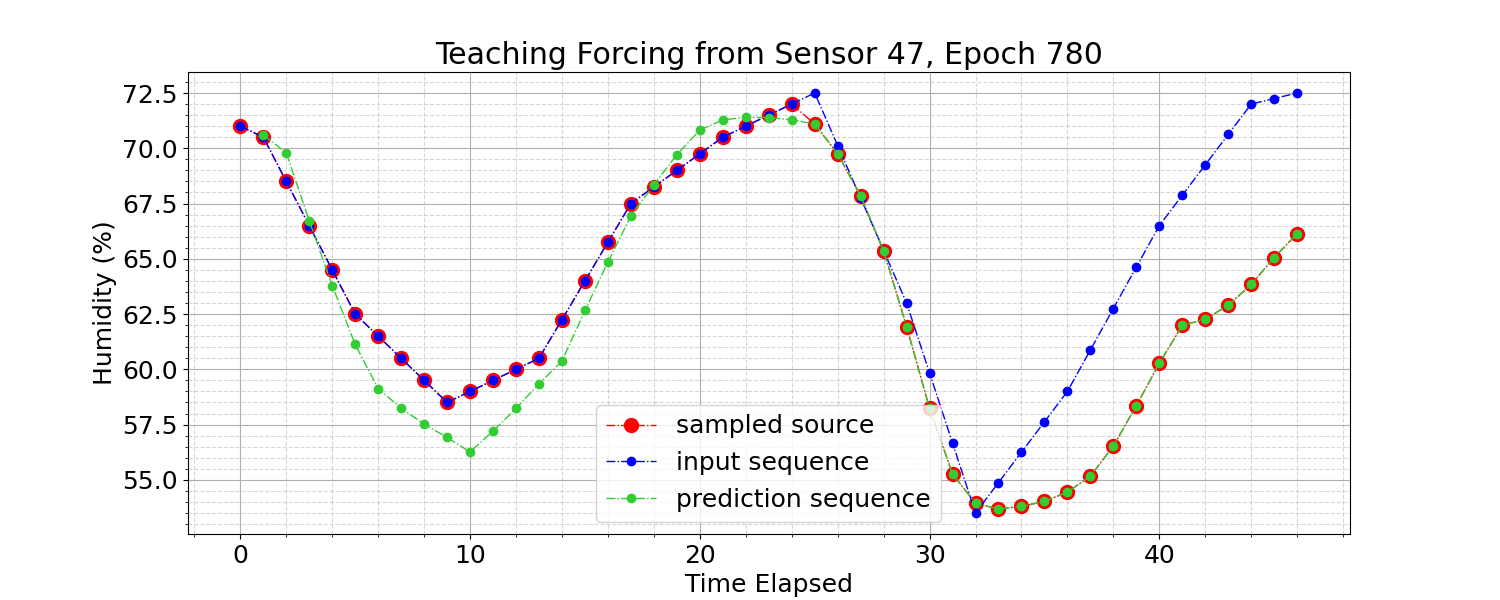 Teaching Forcing from Sensor 47, Epoch 780
72.5
70.0
67.5
65.0
62.5
60.0
57.5
55.0
Humidity (%)
sampled source
input sequence
prediction sequence
0 10 20 30 40
Time Elapsed